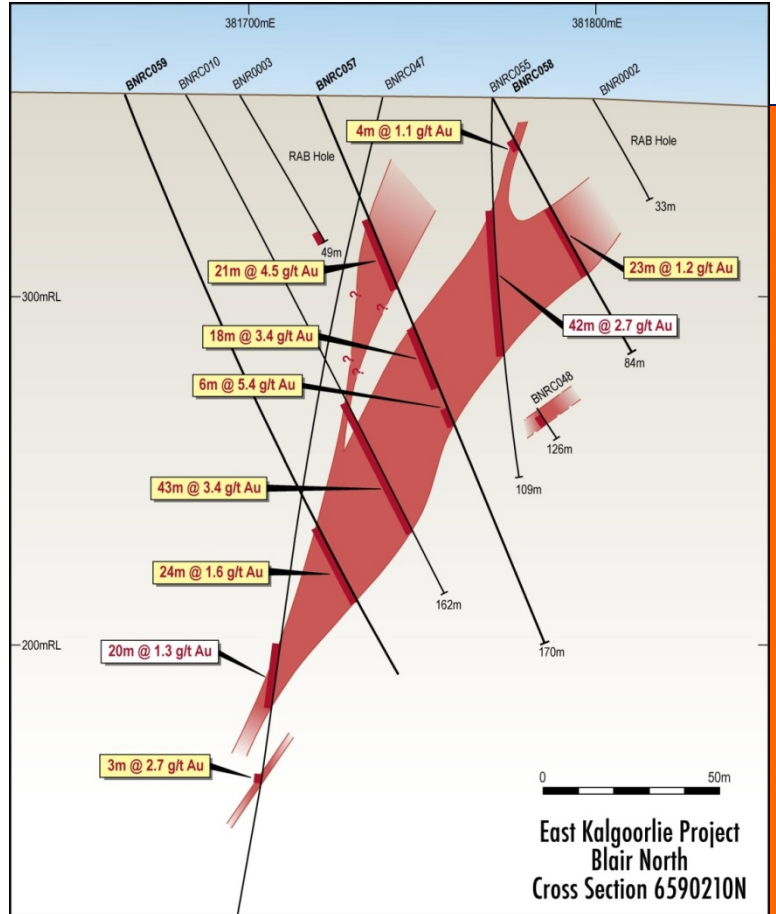 381700mE
381800mE
BNRC059
BNRC010
BNR0003
BNRC057
BNRC047
BNRC055
BNRC058
BNR0002
4m @ 1.1 g/t Au
RAB Hole
RAB Hole
33m
49m
21m @ 4.5 g/t Au
23m @ 1.2 g/t Au
300mRL
?
?
18m @ 3.4 g/t Au
42m @ 2.7 g/t Au
?
?
84m
6m @ 5.4 g/t Au
BNRC048
126m
109m
43m @ 3.4 g/t Au
24m @ 1.6 g/t Au
162m
200mRL
170m
20m @ 1.3 g/t Au
3m @ 2.7 g/t Au
0
50m
East Kalgoorlie Project
Blair North
Cross Section 6590210N